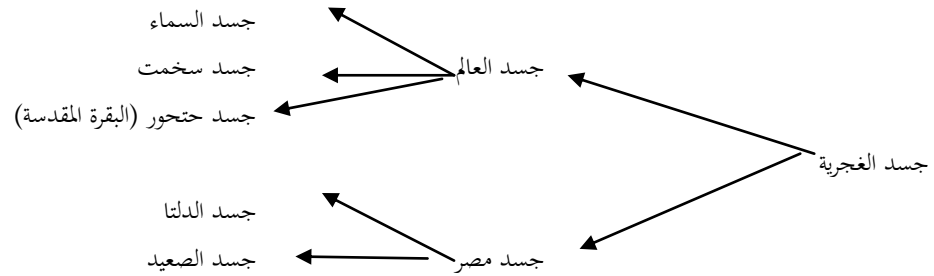 جسد السماء
جسد العالم
جسد سخمت
جسد حتحور (البقرة المقدسة)
جسد الغجرية
جسد الدلتا
جسد مصر
جسد الصعيد